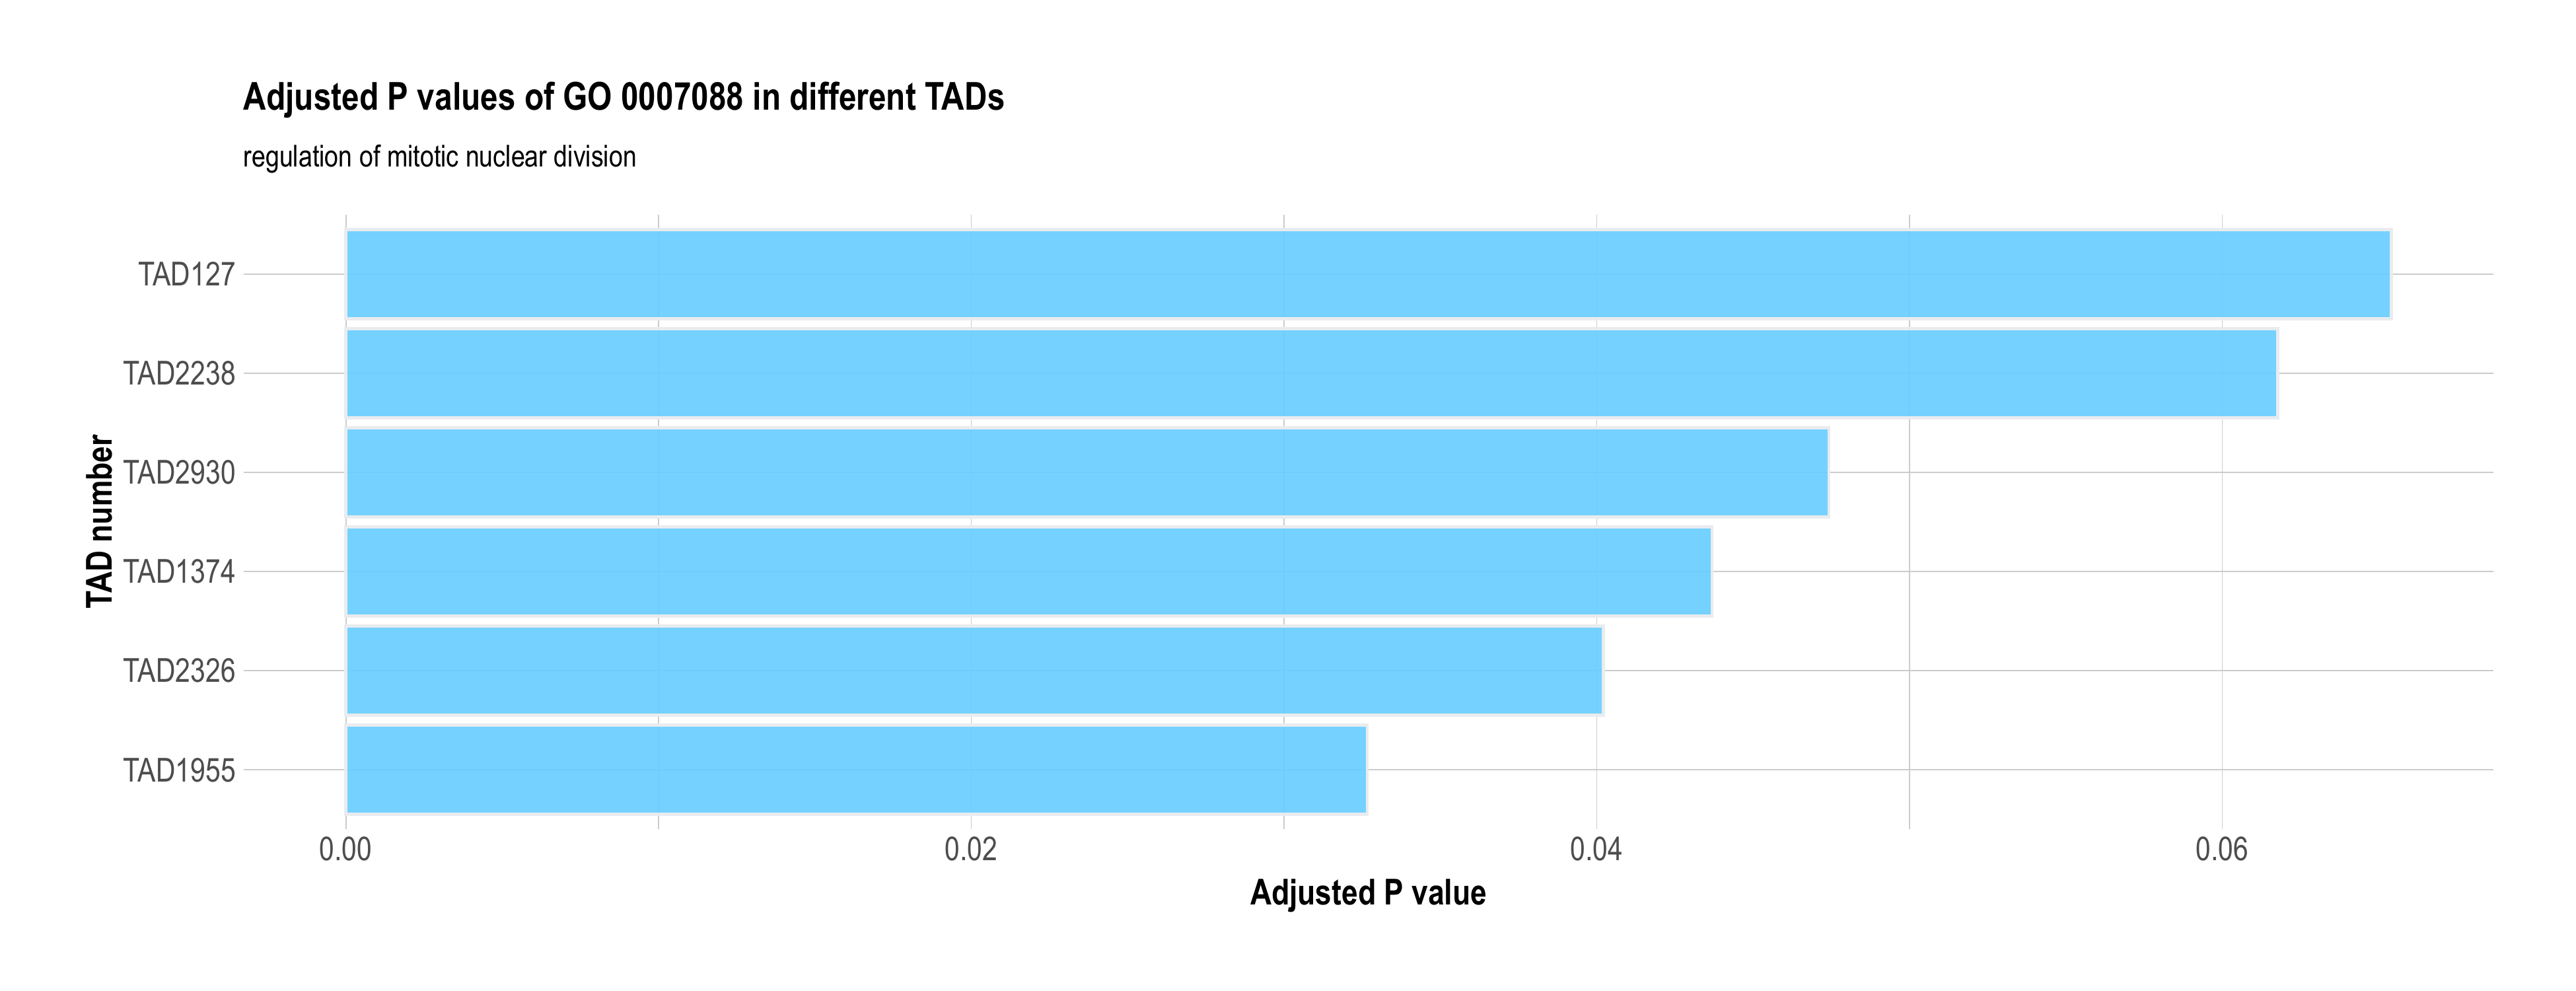 Adjusted P values of GO 0007088 in different TADs
regulation of mitotic nuclear division
TAD number
TAD127
TAD2238
TAD2930
TAD1374
TAD2326
TAD1955
0.00 0.02 0.04 0.06
Adjusted P value